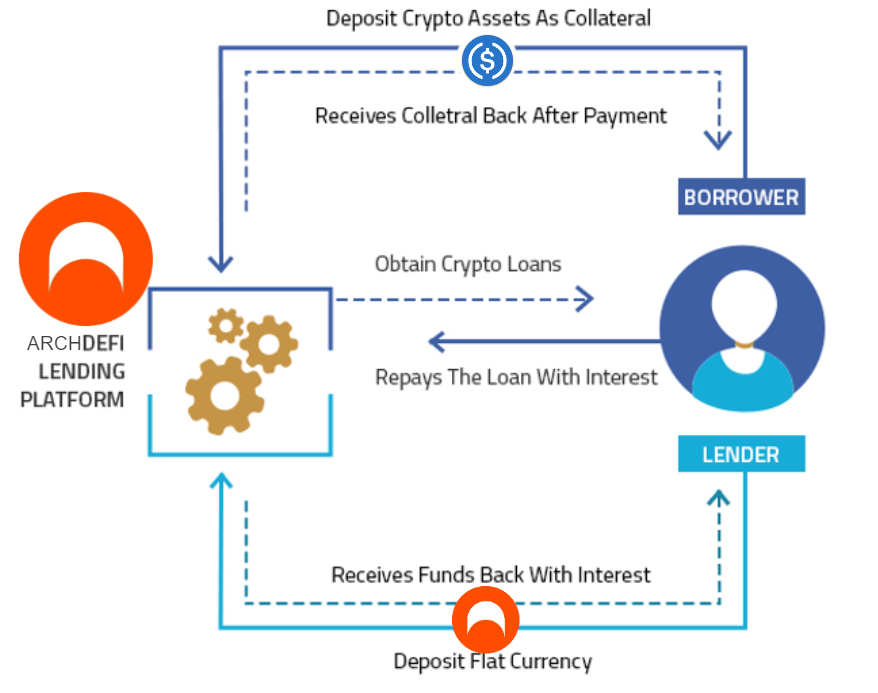 Deposit Crypto Assets As Collateral
$
Receives Colletral Back After Payment
BORROWER
Obtain Crypto Loans
ARCHDEFI
LENDING
PLATFORM
Repays The Loan With Interest
LENDER
Receives Funds Back With Interest
Deposit Flat Currency